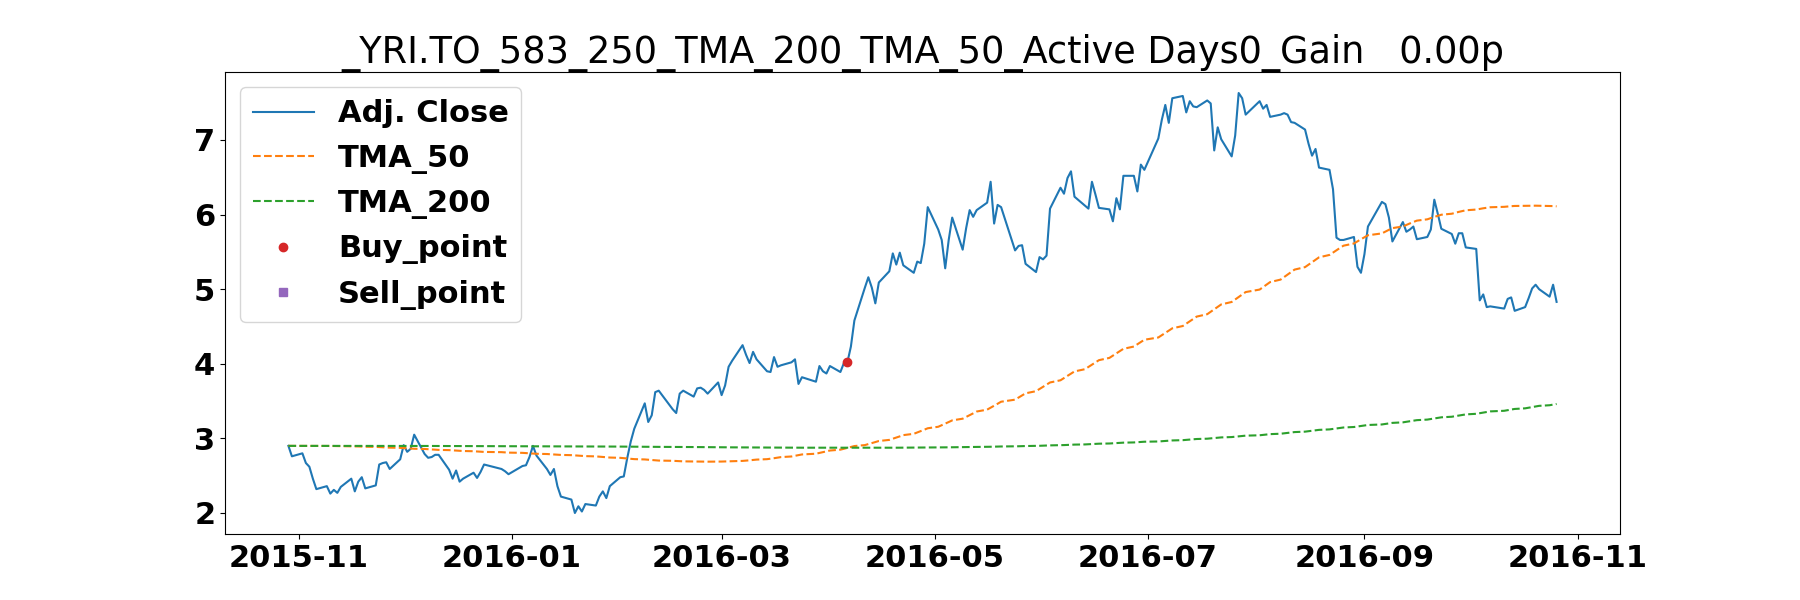 _YRI.TO_583_250_TMA_200_TMA_50_Active Days0_Gain   0.00p
Adj. Close
TMA_50
TMA_200
Buy_point
Sell_point
7
6
5
4
3
2
2015-11 2016-01 2016-03 2016-05 2016-07 2016-09 2016-11